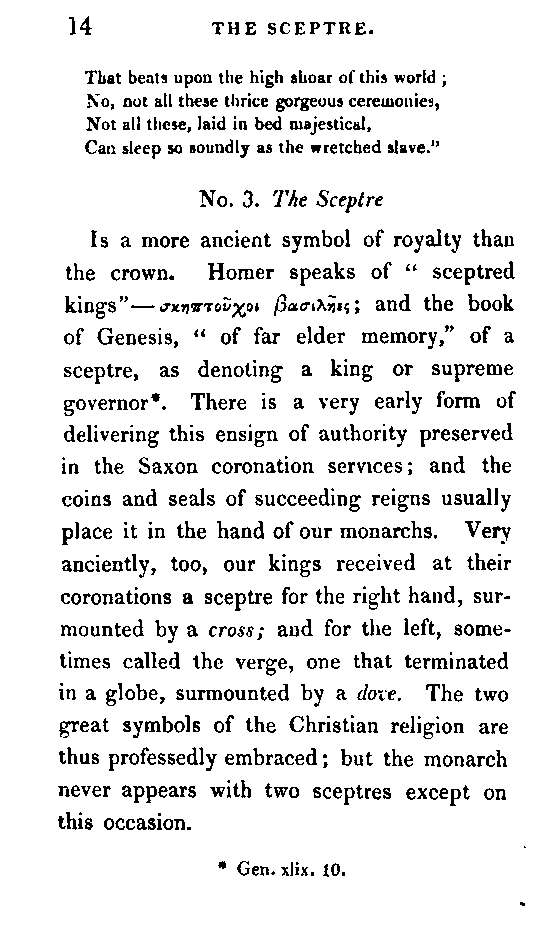 14 THE SCEPTRE.
That beats upon the high shoar of this world ;
No, not all these thrice gorgeous ceremonies,
Not all these, laid in bed majestical,
Can sleep so soundly as the wretched slave."
No. 3. The Sceptre
Is a more ancient symbol of royalty than
the crown. Homer speaks of “ sceptred
kings”—σκηπτοῦχοι βασιλῆες; and the book
of Genesis, “ of far elder memory,” of a
sceptre, as denoting a king or supreme
governor*. There is a very early form of
delivering this ensign of authority preserved
in the Saxon coronation services; and the
coins and seals of succeeding reigns usually
place it in the hand of our monarchs. Very
anciently, too, our kings received at their
coronations a sceptre for the right hand, sur-
mounted by a cross; and for the left, some-
times called the verge, one that terminated
in a globe, surmounted by a dove. The two
great symbols of the Christian religion are
thus professedly embraced; but the monarch
never appears with two sceptres except on
this occasion.
* Gen. xlix. 10.